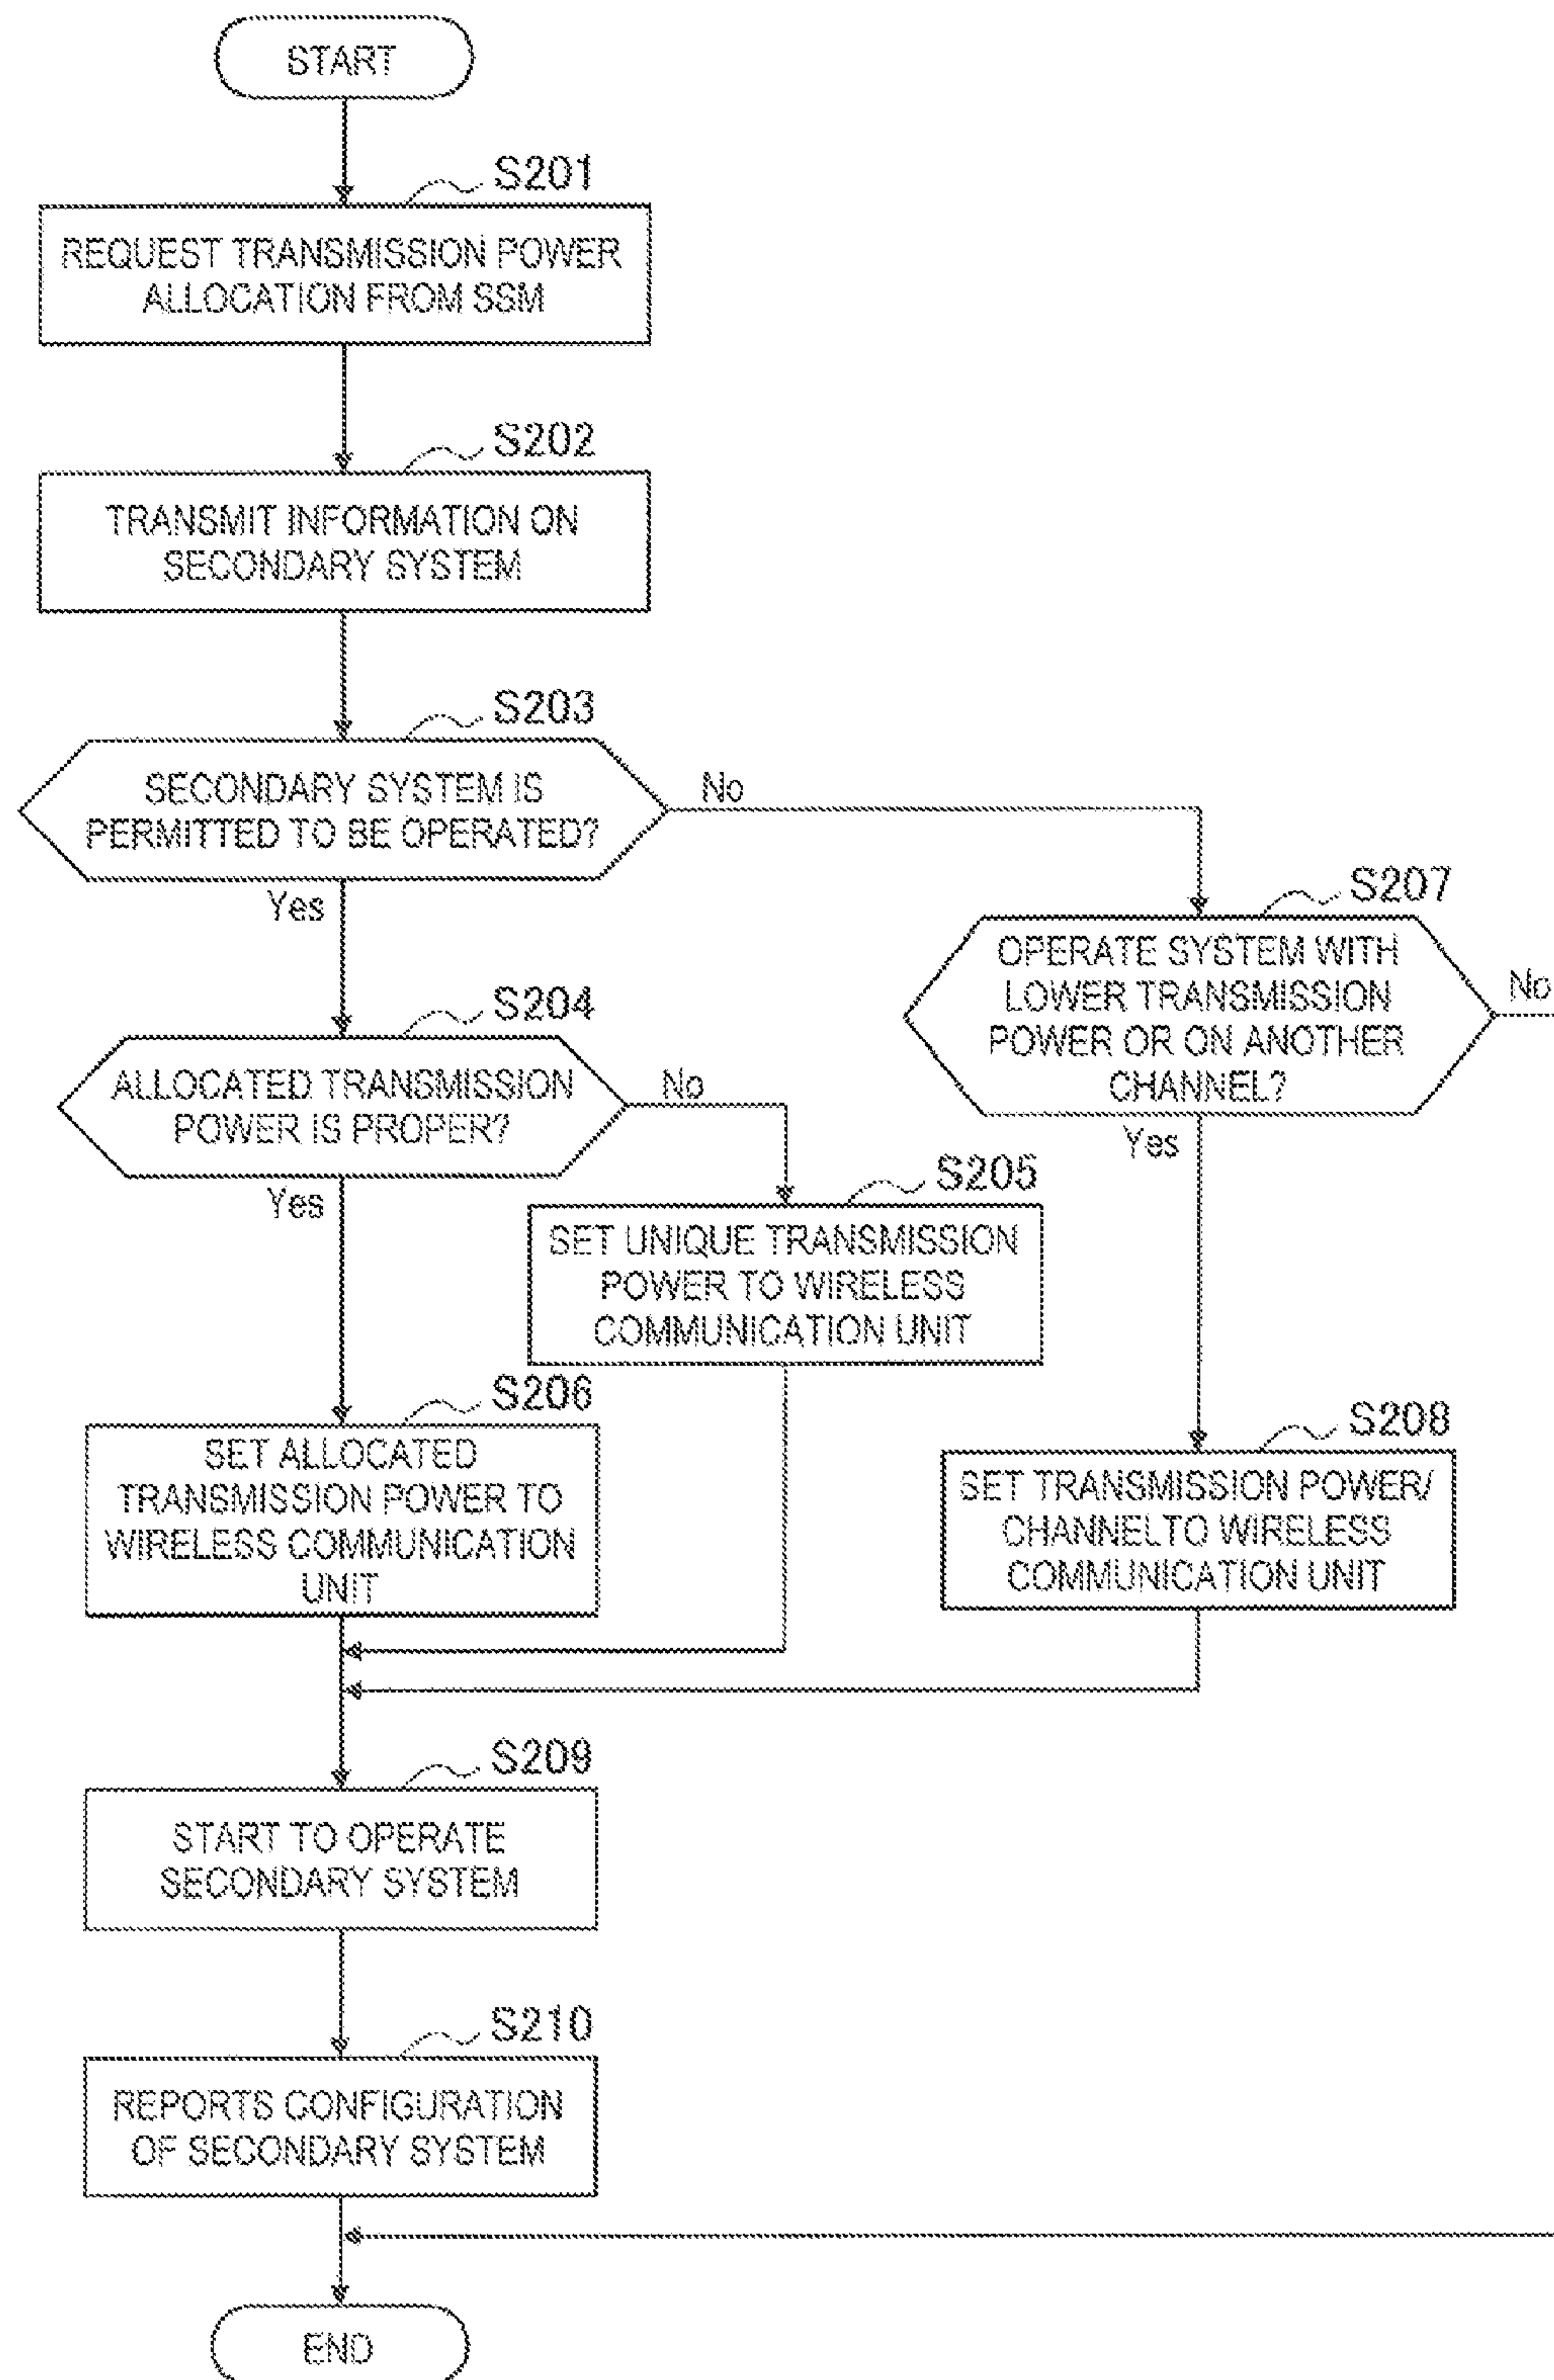 START
S201
REQUEST TRANSMISSION POWER
ALLOCATION FROM SSM
S202
TRANSMIT INFORMATION ON
SECONDARY SYSTEM
S203
SECONDARY SYSTEM IS
PERMITTED TO BE OPERATED?
No
Yes
S207
OPERATE SYSTEM WITH
LOWER TRANSMISSION
POWER OR ON ANOTHER
CHANNEL?
No
Yes
S204
ALLOCATED TRANSMISSION
POWER IS PROPER?
No
Yes
S205
SET UNIQUE TRANSMISSION
POWER TO WIRELESS
COMMUNICATION UNIT
S206
SET ALLOCATED
TRANSMISSION POWER TO
WIRELESS COMMUNICATION
UNIT
S208
SET TRANSMISSION POWER/
CHANNELTO WIRELESS
COMMUNICATION UNIT
S209
START TO OPERATE
SECONDARY SYSTEM
S210
REPORTS CONFIGURATION
OF SECONDARY SYSTEM
END